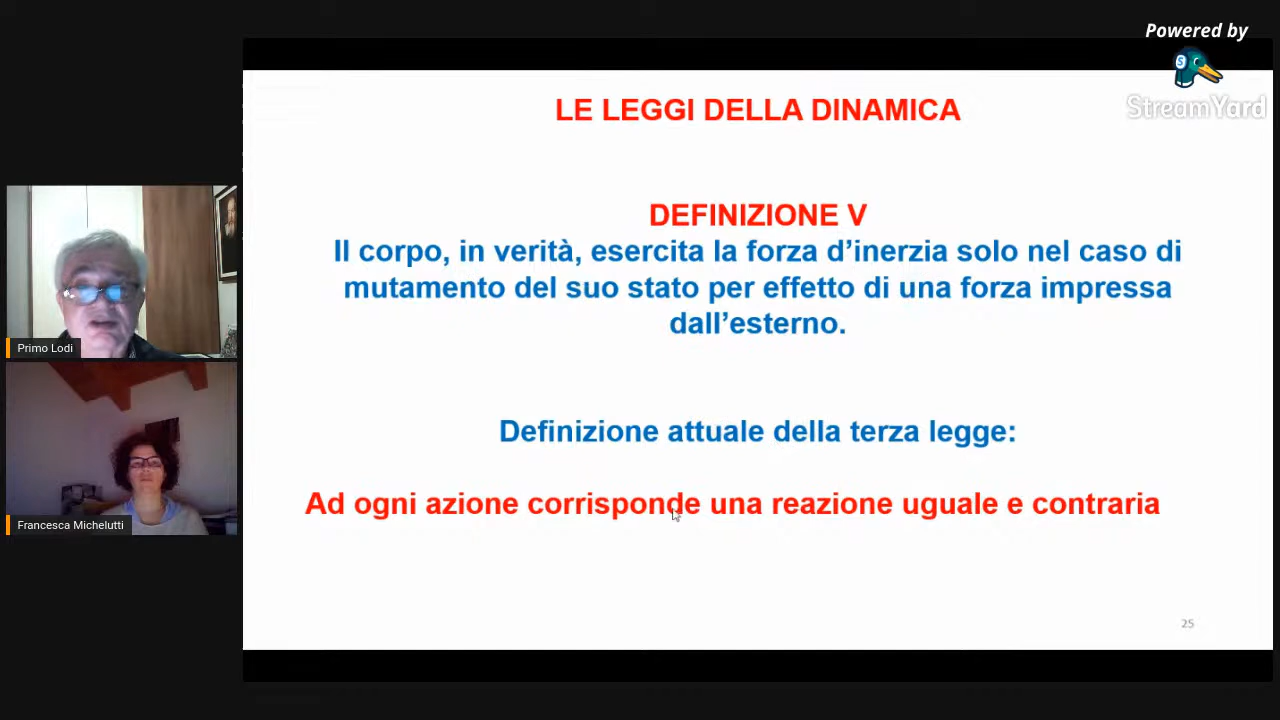 Powered by
StreamYard
LE LEGGI DELLA DINAMICA
DEFINIZIONE V
Il corpo, in verità, esercita la forza d’inerzia solo nel caso di
mutamento del suo stato per effetto di una forza impressa
dall’esterno.
Definizione attuale della terza legge:
Ad ogni azione corrisponde una reazione uguale e contraria
25
Primo Lodi
Francesca Michelutti